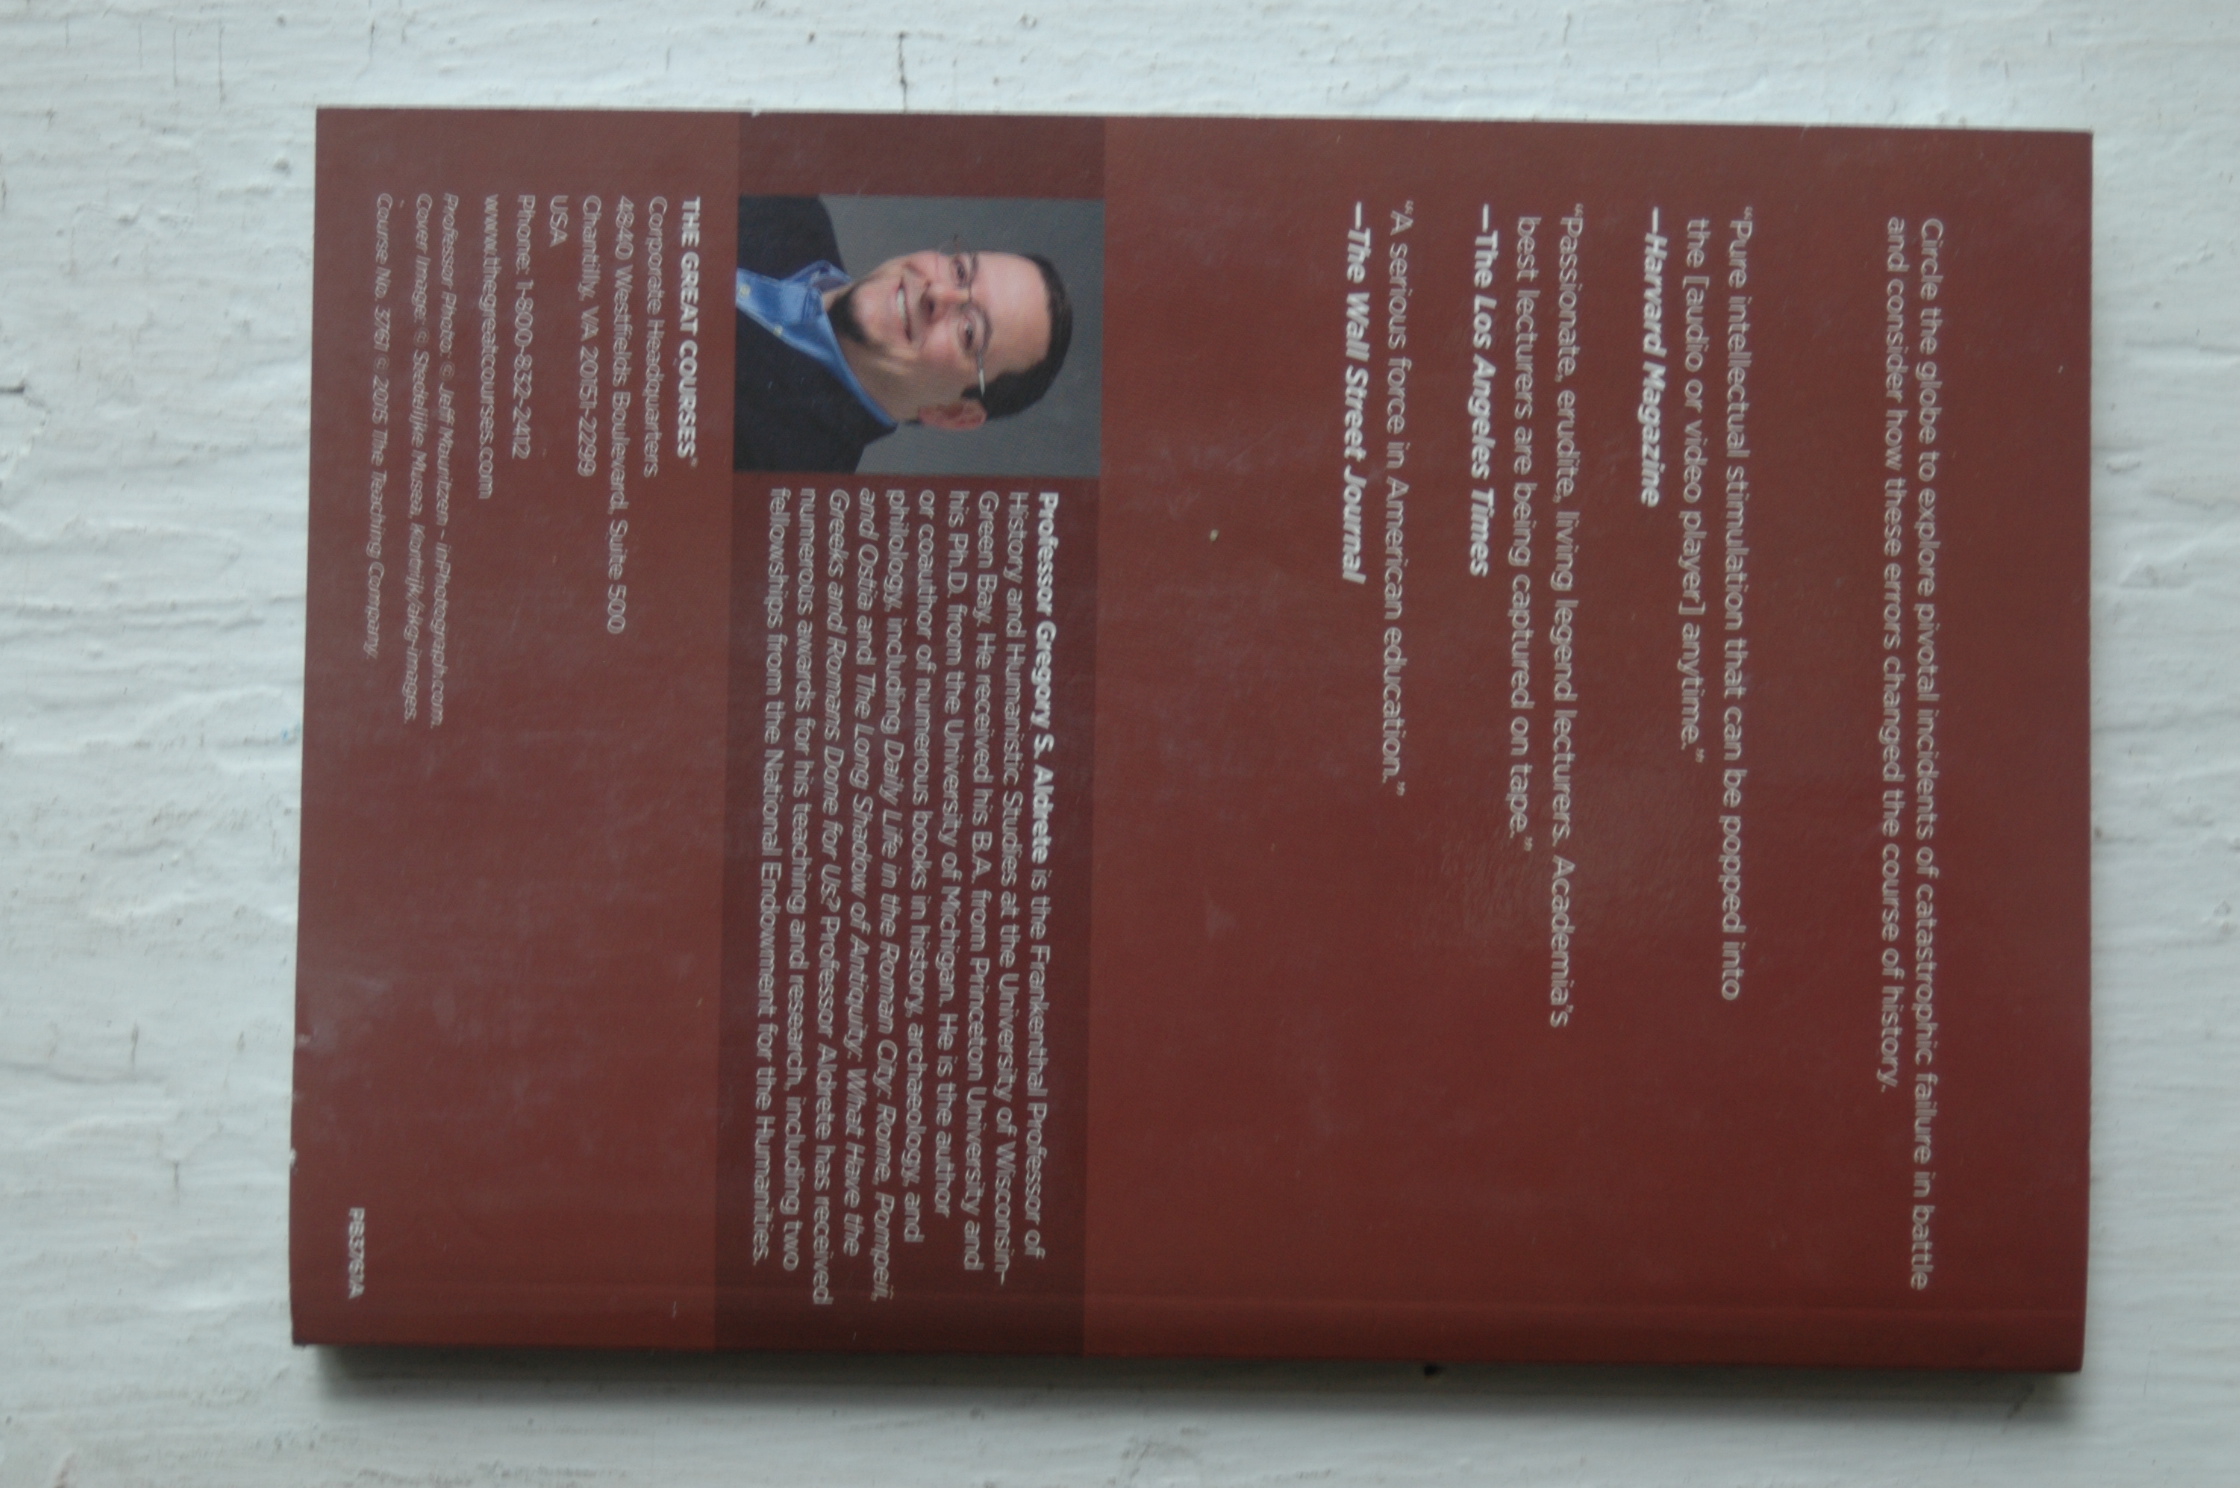 Circle the globe to explore pivotal incidents of catastrophic failure in battle
and consider how these errors changed the course of history.
“Pure intellectual stimulation that can be popped into
the [audio or video player] anytime.”
—Harvard Magazine
“Passionate, erudite, living legend lecturers. Academia’s
best lecturers are being captured on tape.”
—The Los Angeles Times
“A serious force in American education.”
—The Wall Street Journal
Professor Gregory S. Aldrete is the Frankenthal Professor of
History and Humanistic Studies at the University of Wisconsin–
Green Bay. He received his B.A. from Princeton University and
his Ph.D. from the University of Michigan. He is the author
or coauthor of numerous books in history, archaeology, and
philology, including Daily Life in the Roman City: Rome, Pompeii,
and Ostia and The Long Shadow of Antiquity: What Have the
Greeks and Romans Done for Us? Professor Aldrete has received
numerous awards for his teaching and research, including two
fellowships from the National Endowment for the Humanities.
THE GREAT COURSES®
Corporate Headquarters
4840 Westfields Boulevard, Suite 500
Chantilly, VA 20151-2299
USA
Phone: 1-800-832-2412
www.thegreatcourses.com
Professor Photo: © Jeff Mauritzen - inPhotograph.com.
Cover Image: © Stedelijke Musea, Kortrijk/akg-images.
Course No. 3761 © 2015 The Teaching Company.
PB3761A